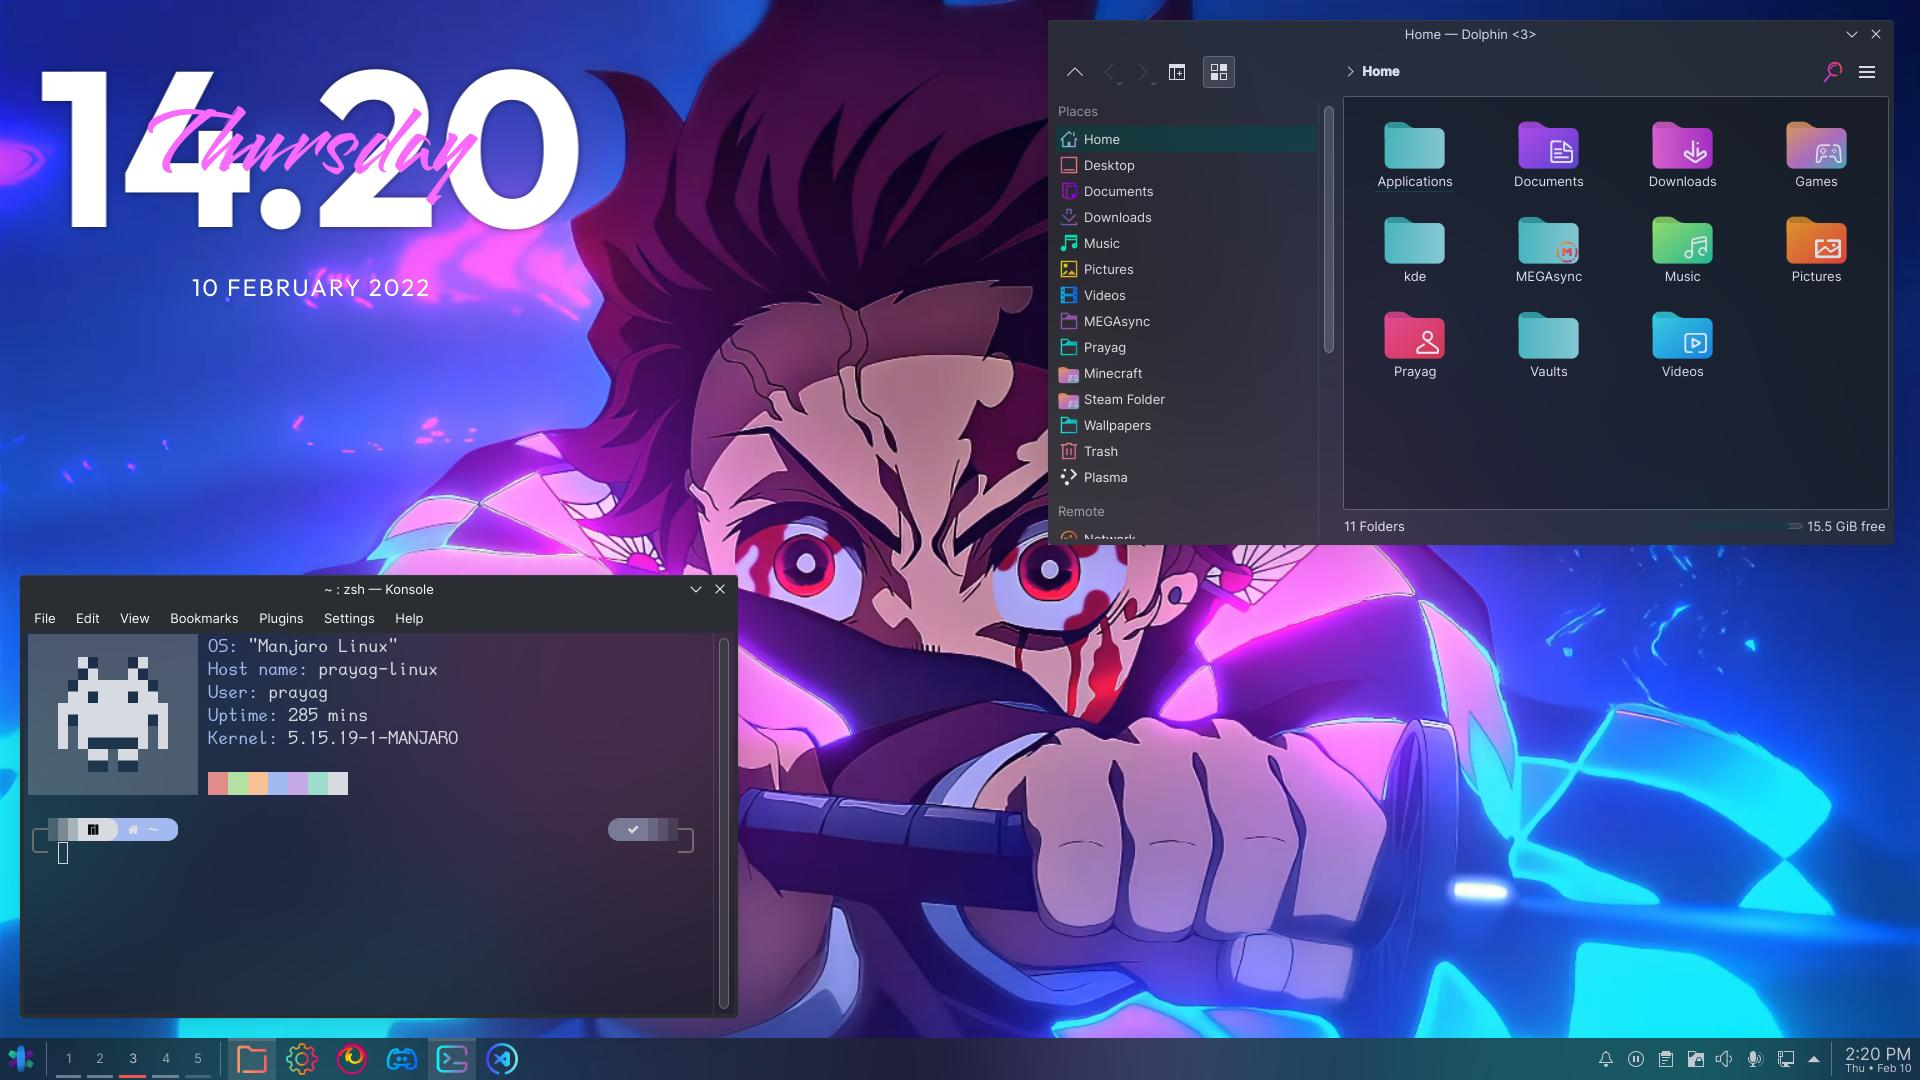 14.20
Thursday
10 FEBRUARY 2022
Home — Dolphin <3>
Home
Places
Home
Desktop
Documents
Downloads
Music
Pictures
Videos
MEGAsync
Prayag
Minecraft
Steam Folder
Wallpapers
Trash
Plasma
Remote
Network
Applications
Documents
Downloads
Games
kde
MEGAsync
Music
Pictures
Prayag
Vaults
Videos
11 Folders
15.5 GiB free
~ : zsh — Konsole
File Edit View Bookmarks Plugins Settings Help
OS: "Manjaro Linux"
Host name: prayag-linux
User: prayag
Uptime: 285 mins
Kernel: 5.15.19-1-MANJARO
~
1 2 3 4 5
2:20 PM
Thu • Feb 10